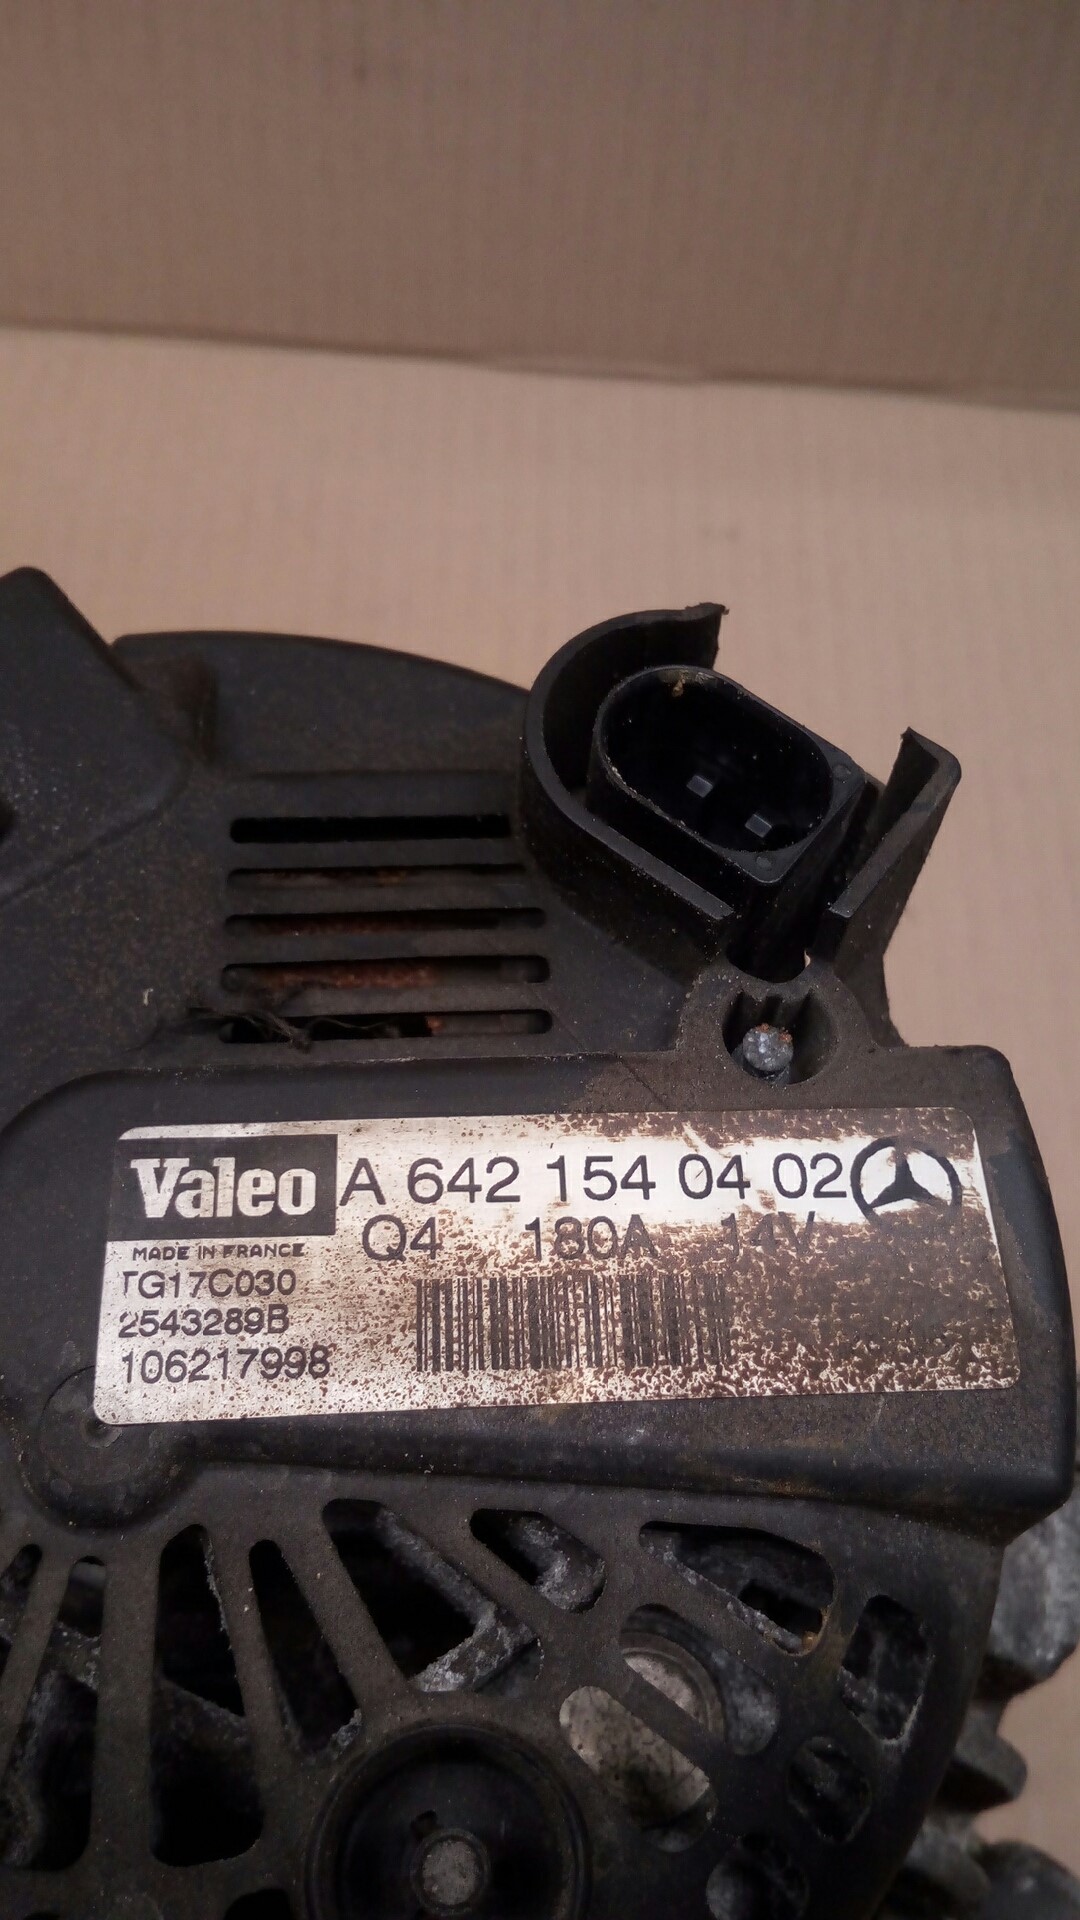 Valeo A 642 154 04 02
Q4 180A 14V
MADE IN FRANCE
TG17C030
2543289B
106217998